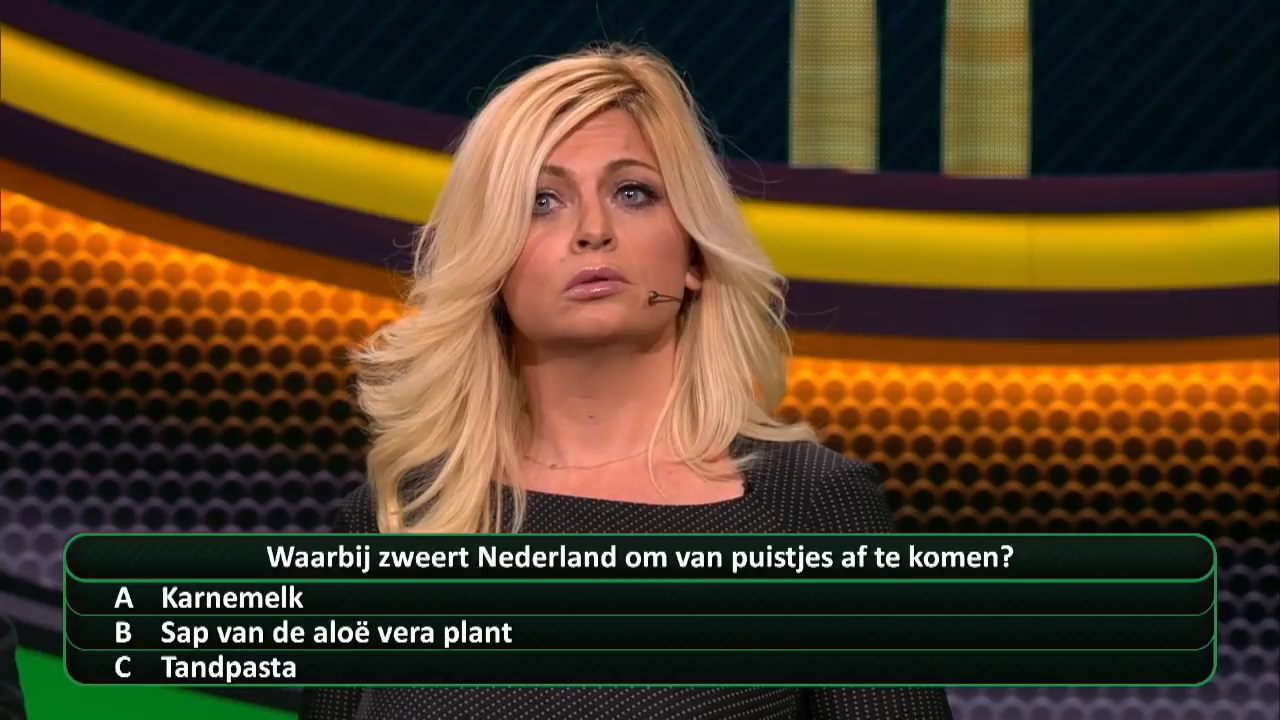 Waarbij zweert Nederland om van puistjes af te komen?
A Karnemelk
B Sap van de aloë vera plant
C Tandpasta